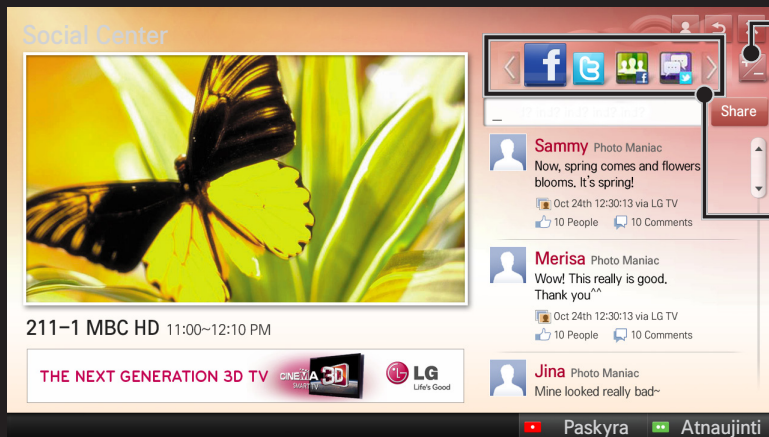 Social Center
_
Share
Sammy Photo Maniac
Now, spring comes and flowers
blooms. It's spring!
Oct 24th 12:30:13 via LG TV
10 People 10 Comments
Merisa Photo Maniac
Wow! This really is good.
Thank you^^
Oct 24th 12:30:13 via LG TV
10 People 10 Comments
Jina Photo Maniac
Mine looked really bad~
211-1 MBC HD 11:00~12:10 PM
THE NEXT GENERATION 3D TV CINEMA 3D SMART TV LG Life's Good
Paskyra Atnaujinti